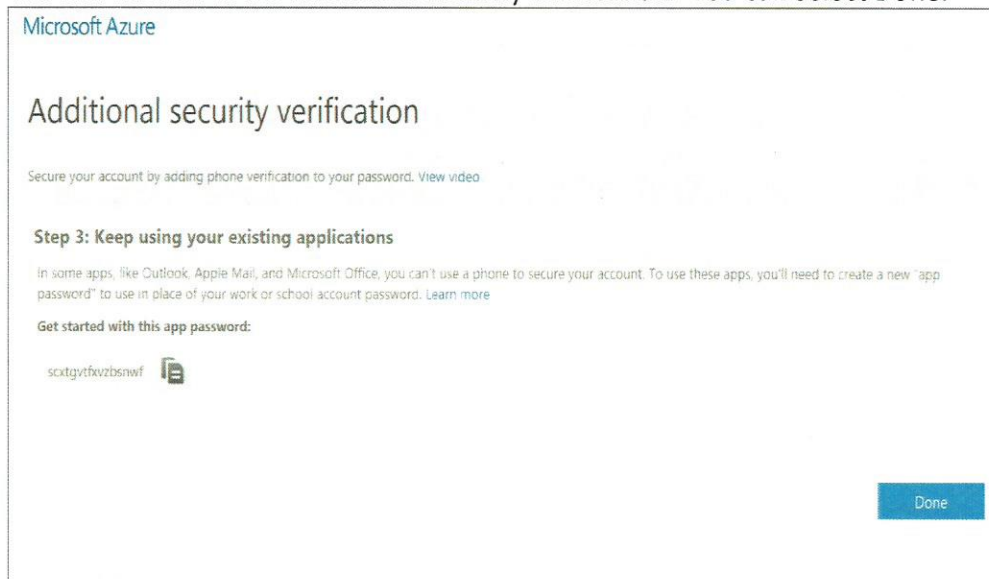 Microsoft Azure
Additional security verification
Secure your account by adding phone verification to your password. View video
Step 3: Keep using your existing applications
In some apps, like Outlook, Apple Mail, and Microsoft Office, you can't use a phone to secure your account. To use these apps, you'll need to create a new "app
password" to use in place of your work or school account password. Learn more
Get started with this app password:
scxtgvtfxvzbsnwf
Done